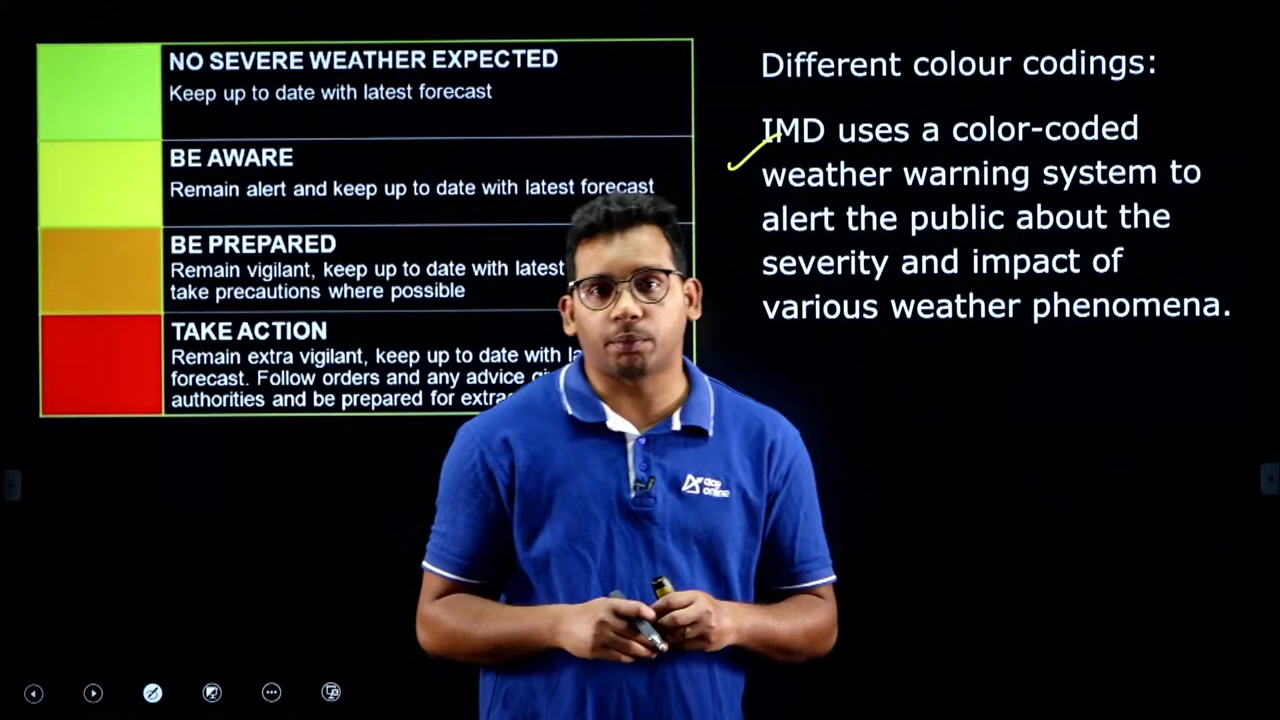 NO SEVERE WEATHER EXPECTED
Keep up to date with latest forecast
BE AWARE
Remain alert and keep up to date with latest forecast
BE PREPARED
Remain vigilant, keep up to date with latest
take precautions where possible
TAKE ACTION
Remain extra vigilant, keep up to date with
forecast. Follow orders and any advice
authorities and be prepared for
Different colour codings:
IMD uses a color-coded
weather warning system to
alert the public about the
severity and impact of
various weather phenomena.
online